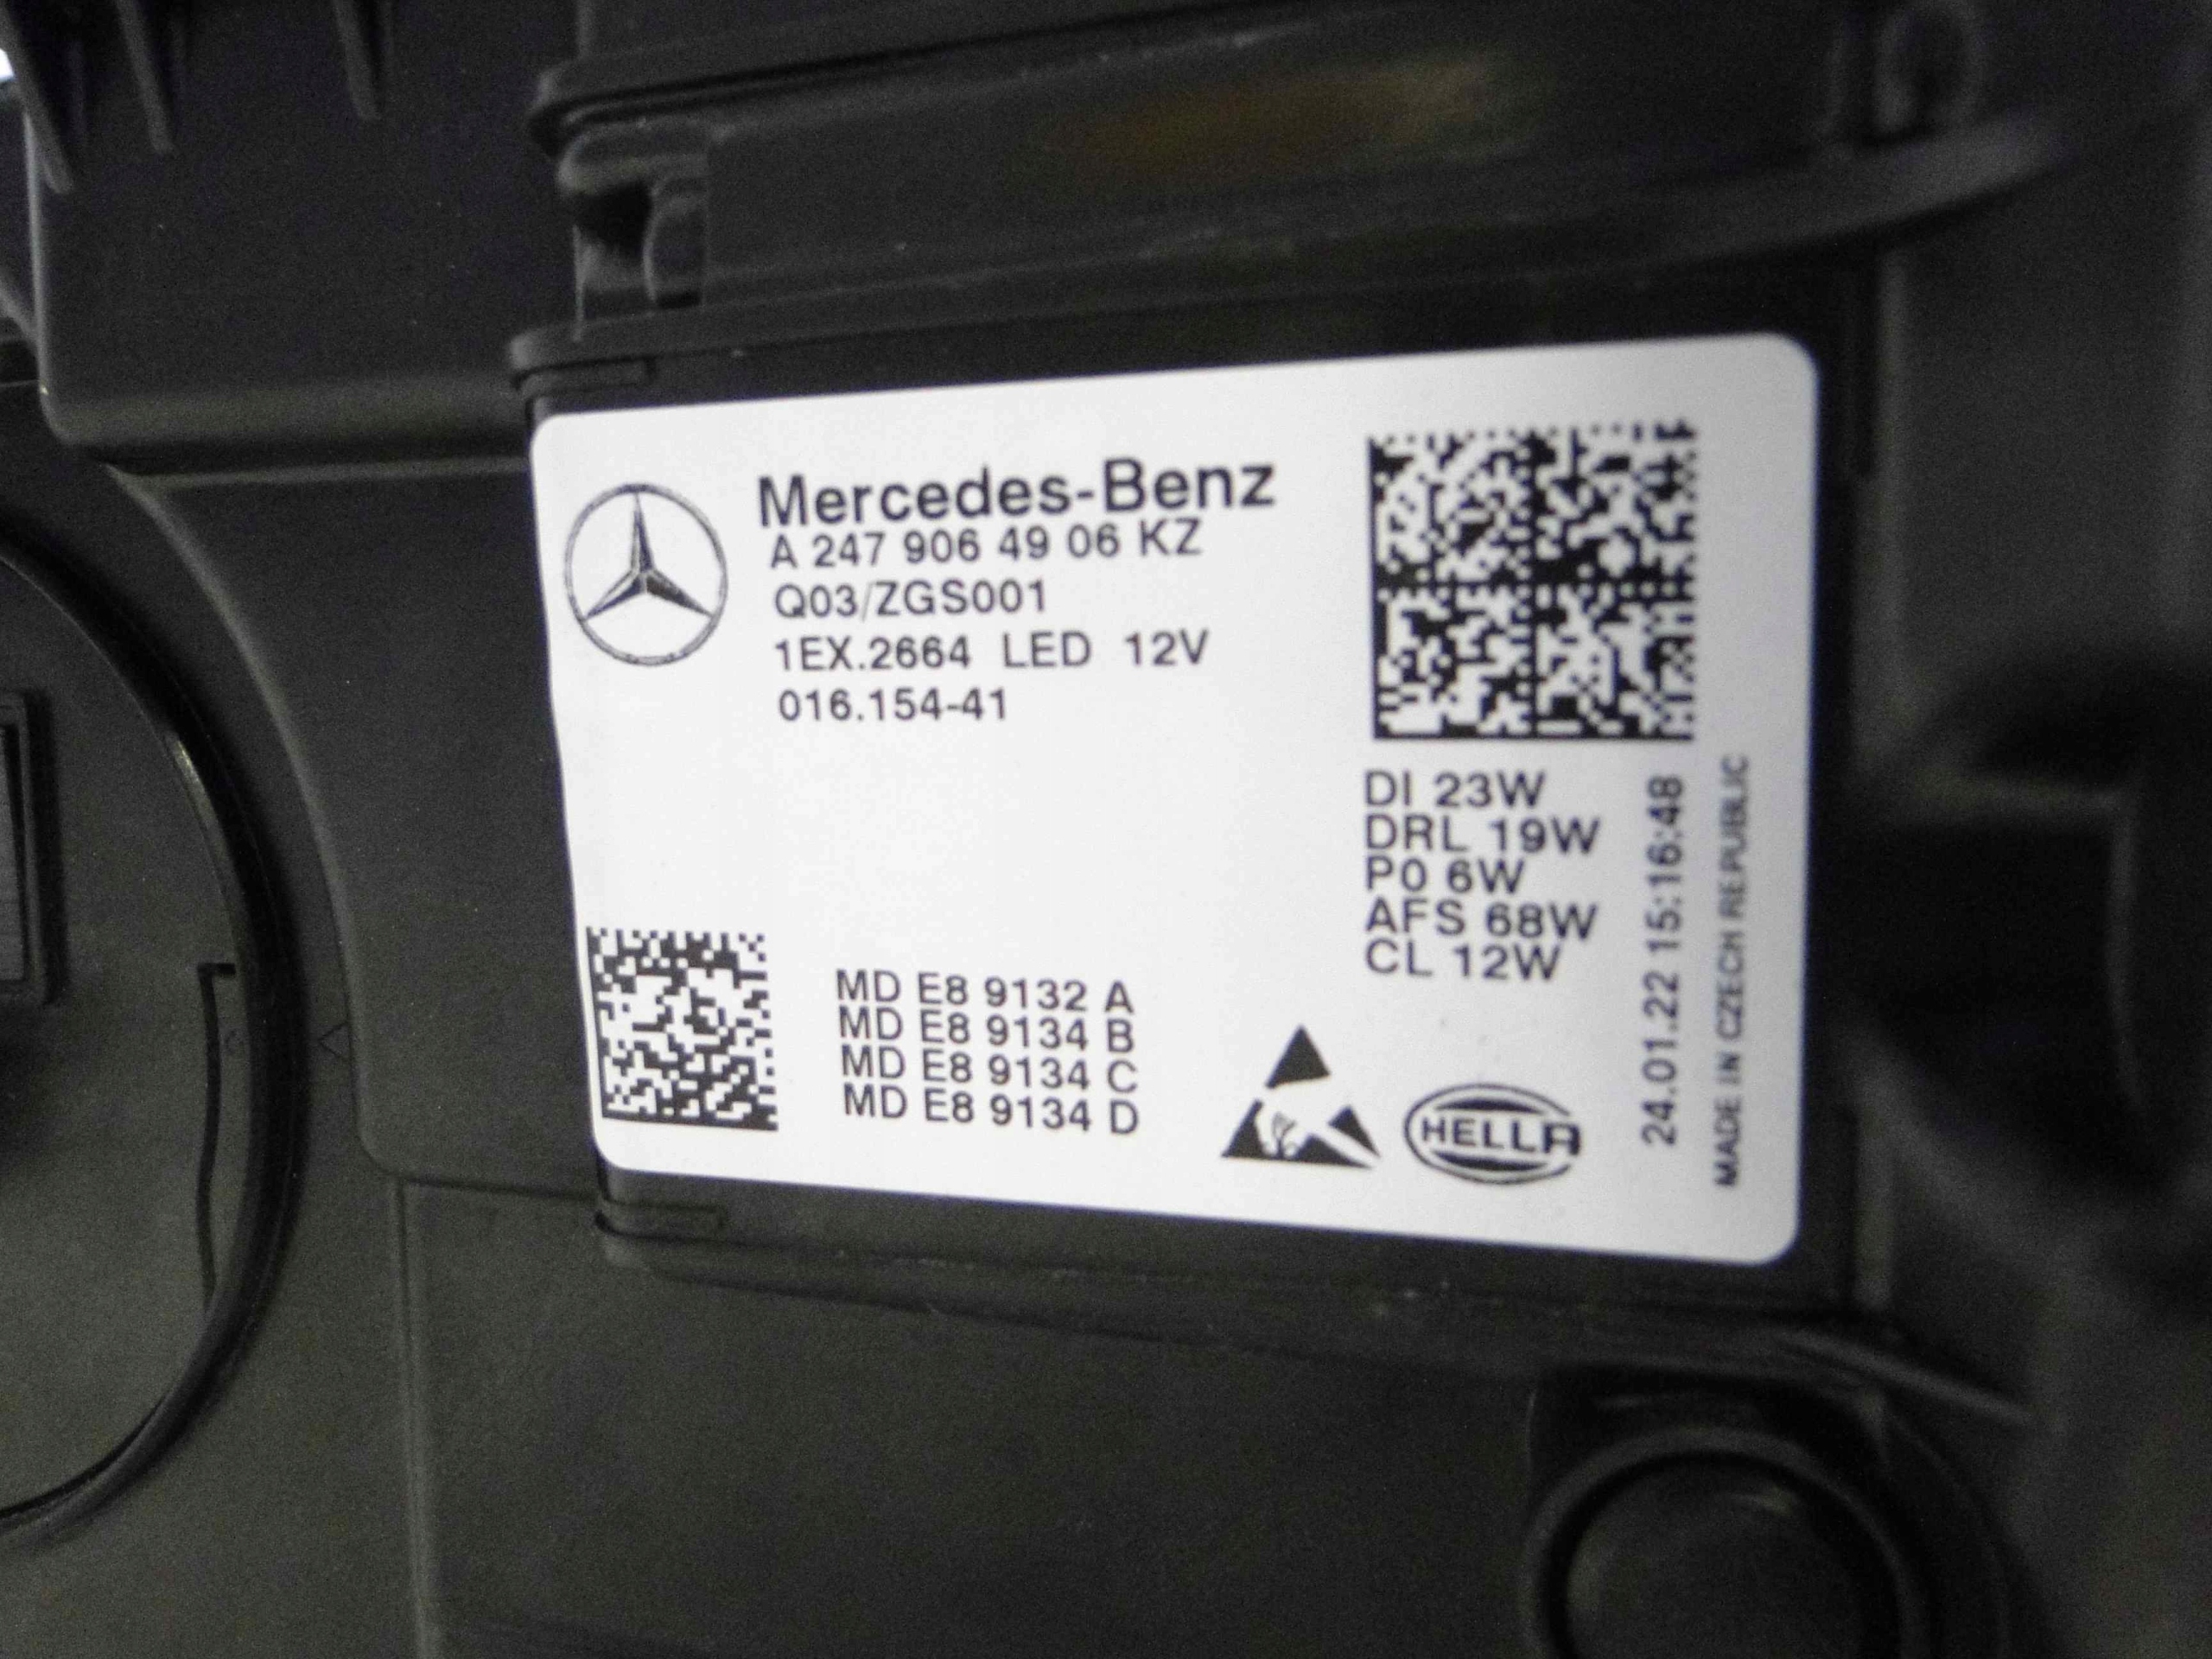 Mercedes-Benz
A 247 906 49 06 KZ
Q03/ZGS001
1EX.2664 LED 12V
016.154-41
DI 23W
DRL 19W
P0 6W
AFS 68W
CL 12W
24.01.22 15:16:48
MADE IN CZECH REPUBLIC
MD E8 9132 A
MD E8 9134 B
MD E8 9134 C
MD E8 9134 D
HELLA